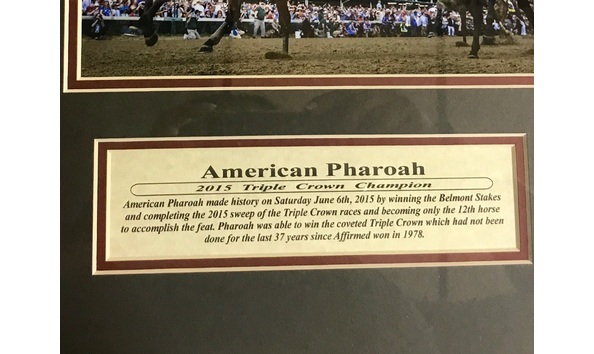 American Pharoah
2015 Triple Crown Champion
American Pharoah made history on Saturday June 6th, 2015 by winning the Belmont Stakes
and completing the 2015 sweep of the Triple Crown races and becoming only the 12th horse
to accomplish the feat. Pharoah was able to win the coveted Triple Crown which had not been
done for the last 37 years since Affirmed won in 1978.